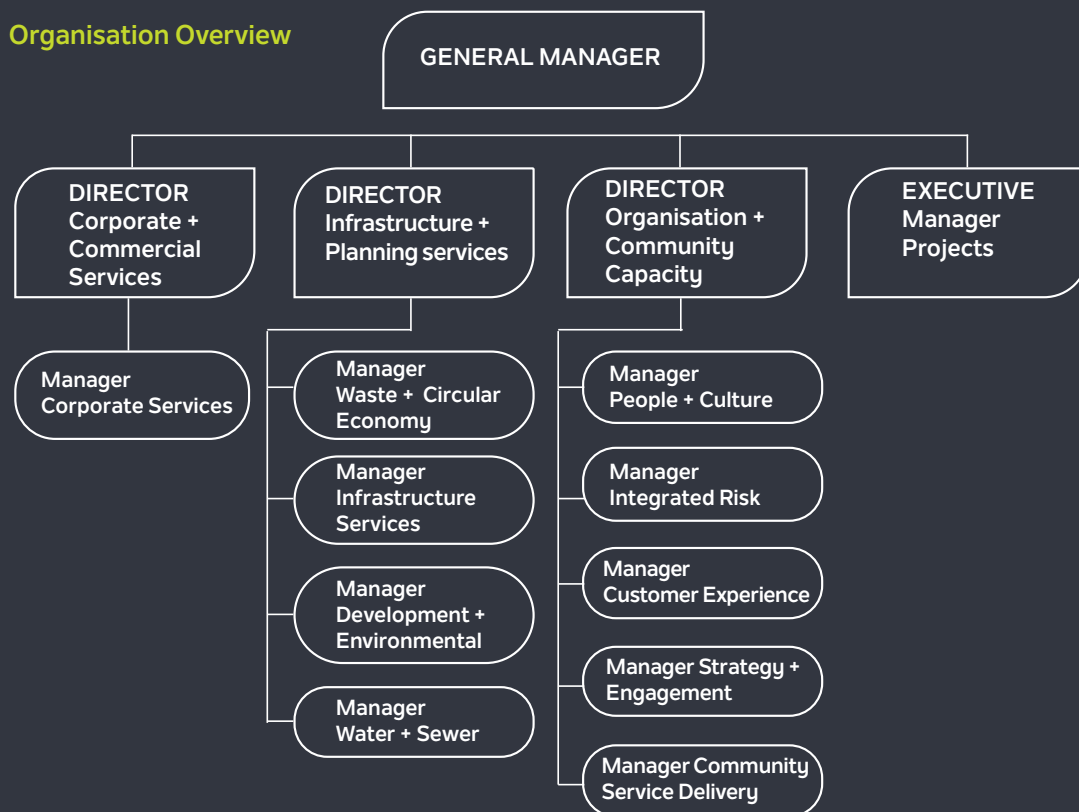 Organisation Overview
GENERAL MANAGER
DIRECTOR
Corporate +
Commercial
Services
DIRECTOR
Infrastructure +
Planning services
DIRECTOR
Organisation +
Community
Capacity
EXECUTIVE
Manager
Projects
Manager
Corporate Services
Manager
Waste + Circular
Economy
Manager
Infrastructure
Services
Manager
Development +
Environmental
Manager
Water + Sewer
Manager
People + Culture
Manager
Integrated Risk
Manager
Customer Experience
Manager Strategy +
Engagement
Manager Community
Service Delivery